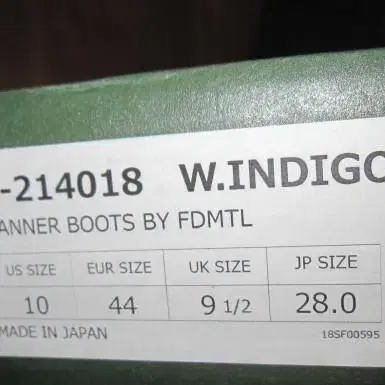 -214018 W.INDIGO
ANNER BOOTS BY FDMTL
US SIZE EUR SIZE UK SIZE JP SIZE
10 44 9 1/2 28.0
MADE IN JAPAN 18SF00595